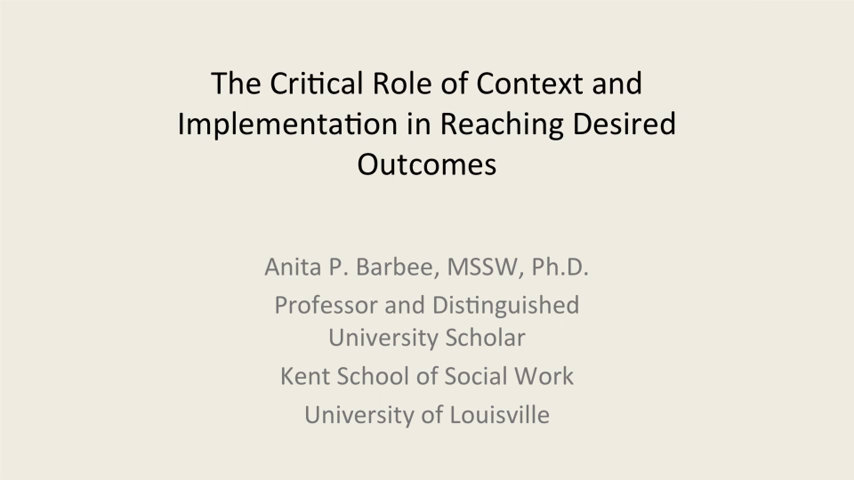 The Critical Role of Context and
Implementation in Reaching Desired
Outcomes
Anita P. Barbee, MSSW, Ph.D.
Professor and Distinguished
University Scholar
Kent School of Social Work
University of Louisville